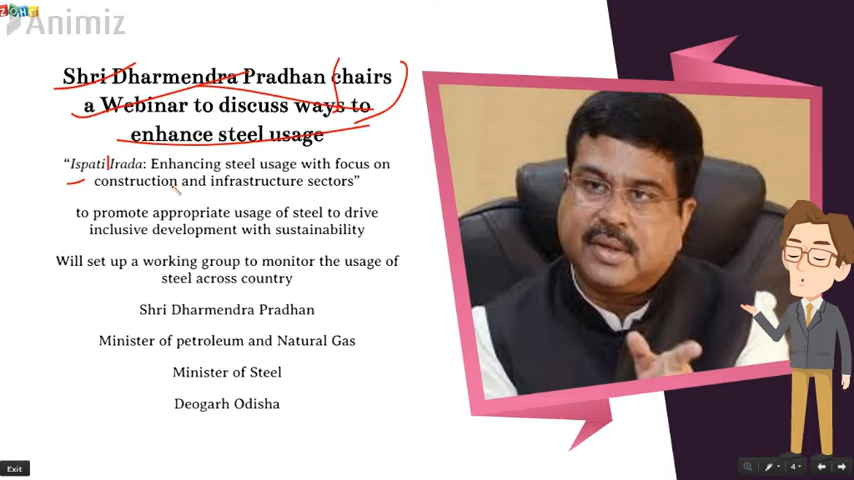 ZOHO
Animiz
Shri Dharmendra Pradhan chairs
a Webinar to discuss ways to
enhance steel usage
“Ispati Irada: Enhancing steel usage with focus on
construction and infrastructure sectors”
to promote appropriate usage of steel to drive
inclusive development with sustainability
Will set up a working group to monitor the usage of
steel across country
Shri Dharmendra Pradhan
Minister of petroleum and Natural Gas
Minister of Steel
Deogarh Odisha
Exit
4